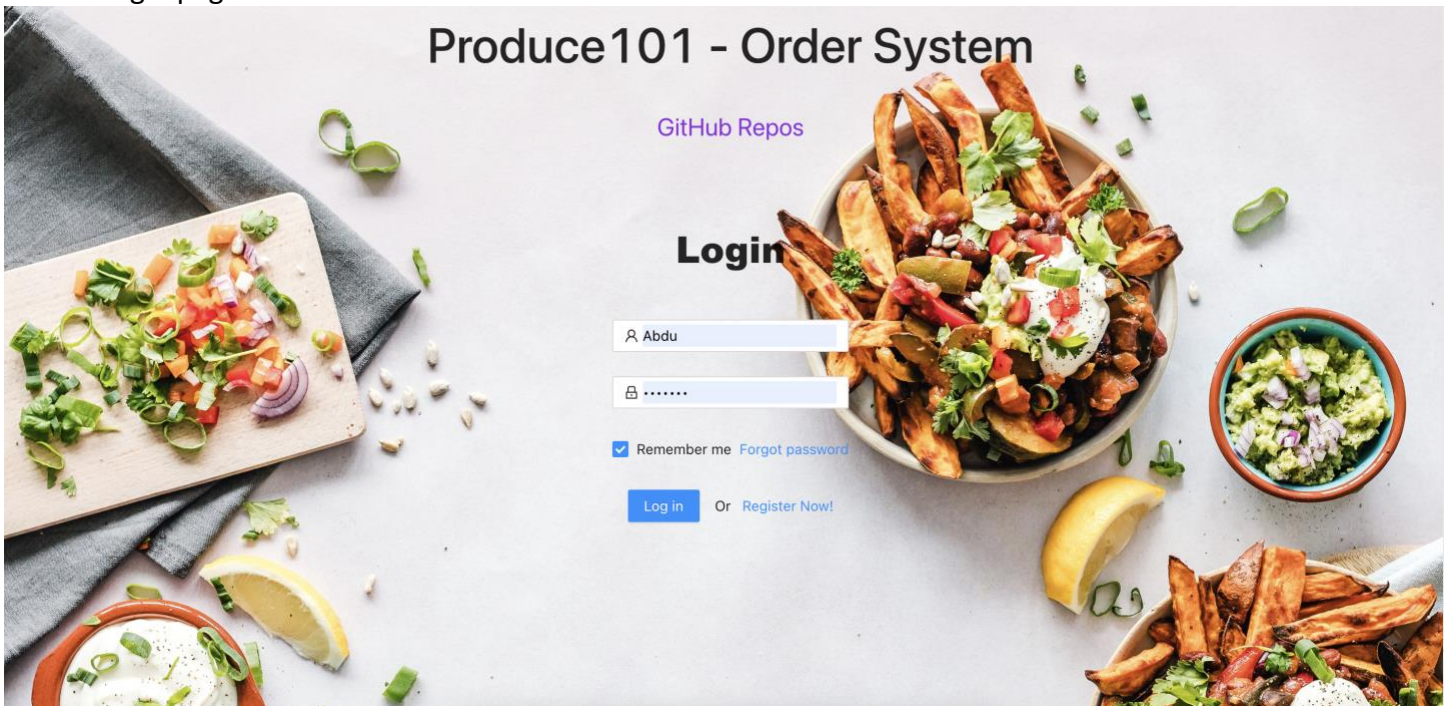 Produce101 - Order System
GitHub Repos
Login
Abdu
•••••••
Remember me Forgot password
Log in Or Register Now!